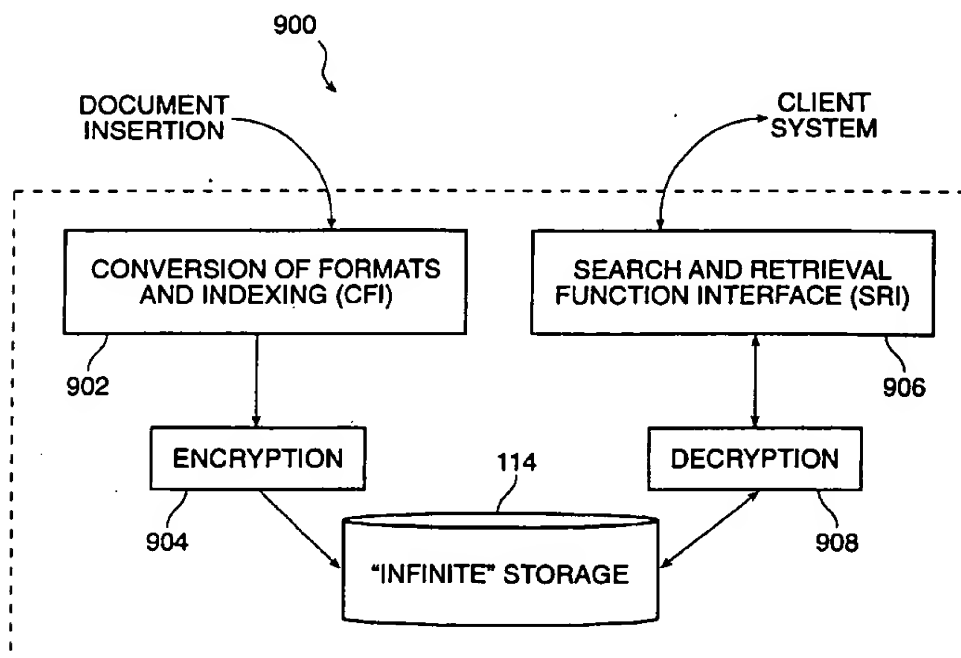 900
DOCUMENT
INSERTION
CLIENT
SYSTEM
CONVERSION OF FORMATS
AND INDEXING (CFI)
SEARCH AND RETRIEVAL
FUNCTION INTERFACE (SRI)
902
906
ENCRYPTION
114
DECRYPTION
904
908
"INFINITE" STORAGE